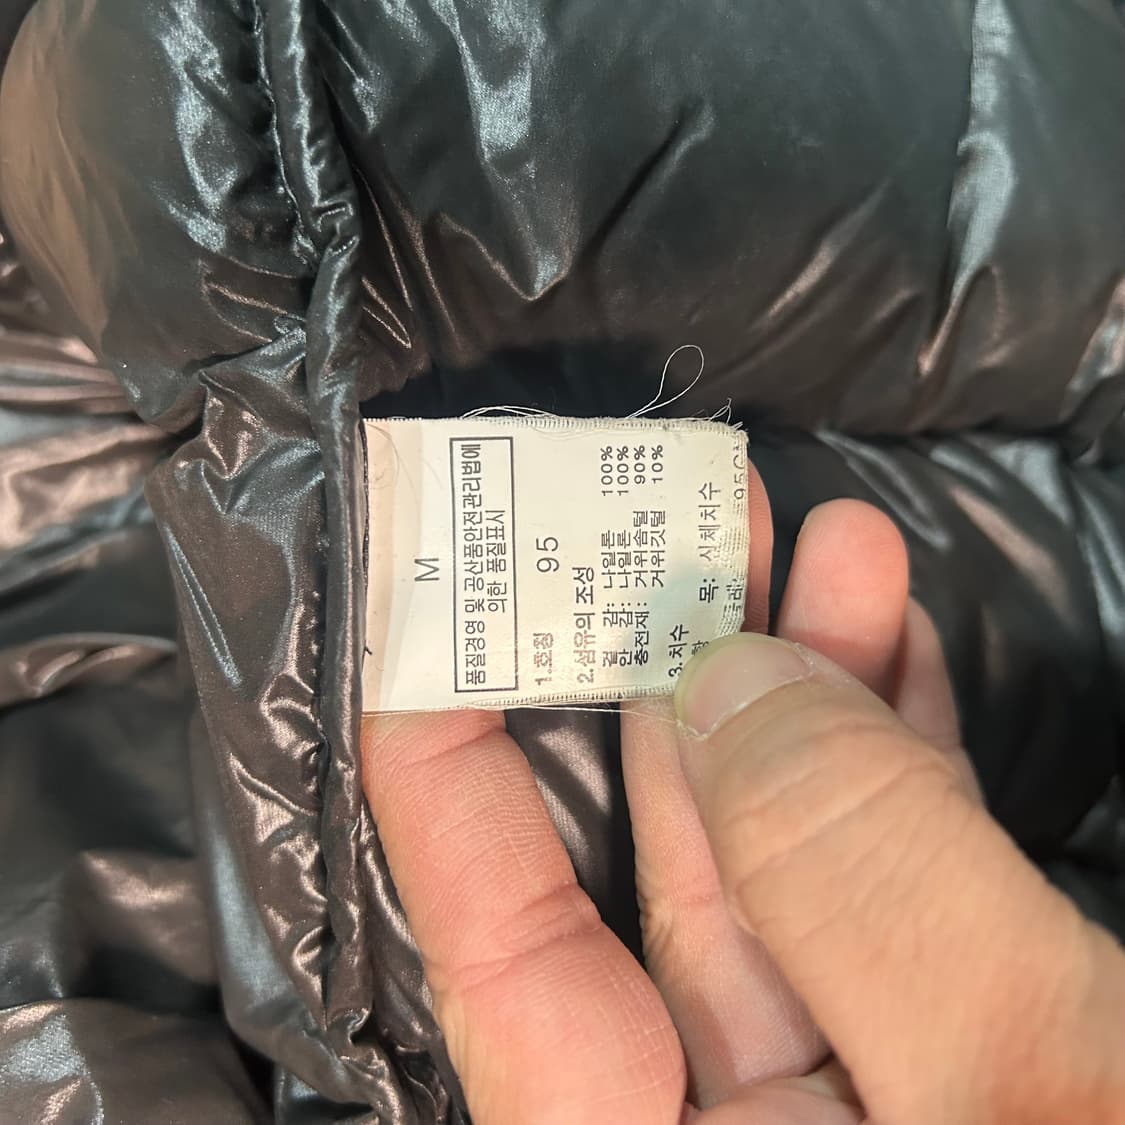 M
품질경영 및 공산품안전관리법에
의한 품질표시
1.호칭 95
2.섬유의 조성
겉 감: 나일론 100%
안 감: 나일론 100%
충전재: 거위솜털 90%
거위깃털 10%
3.치수 목: 신체치수